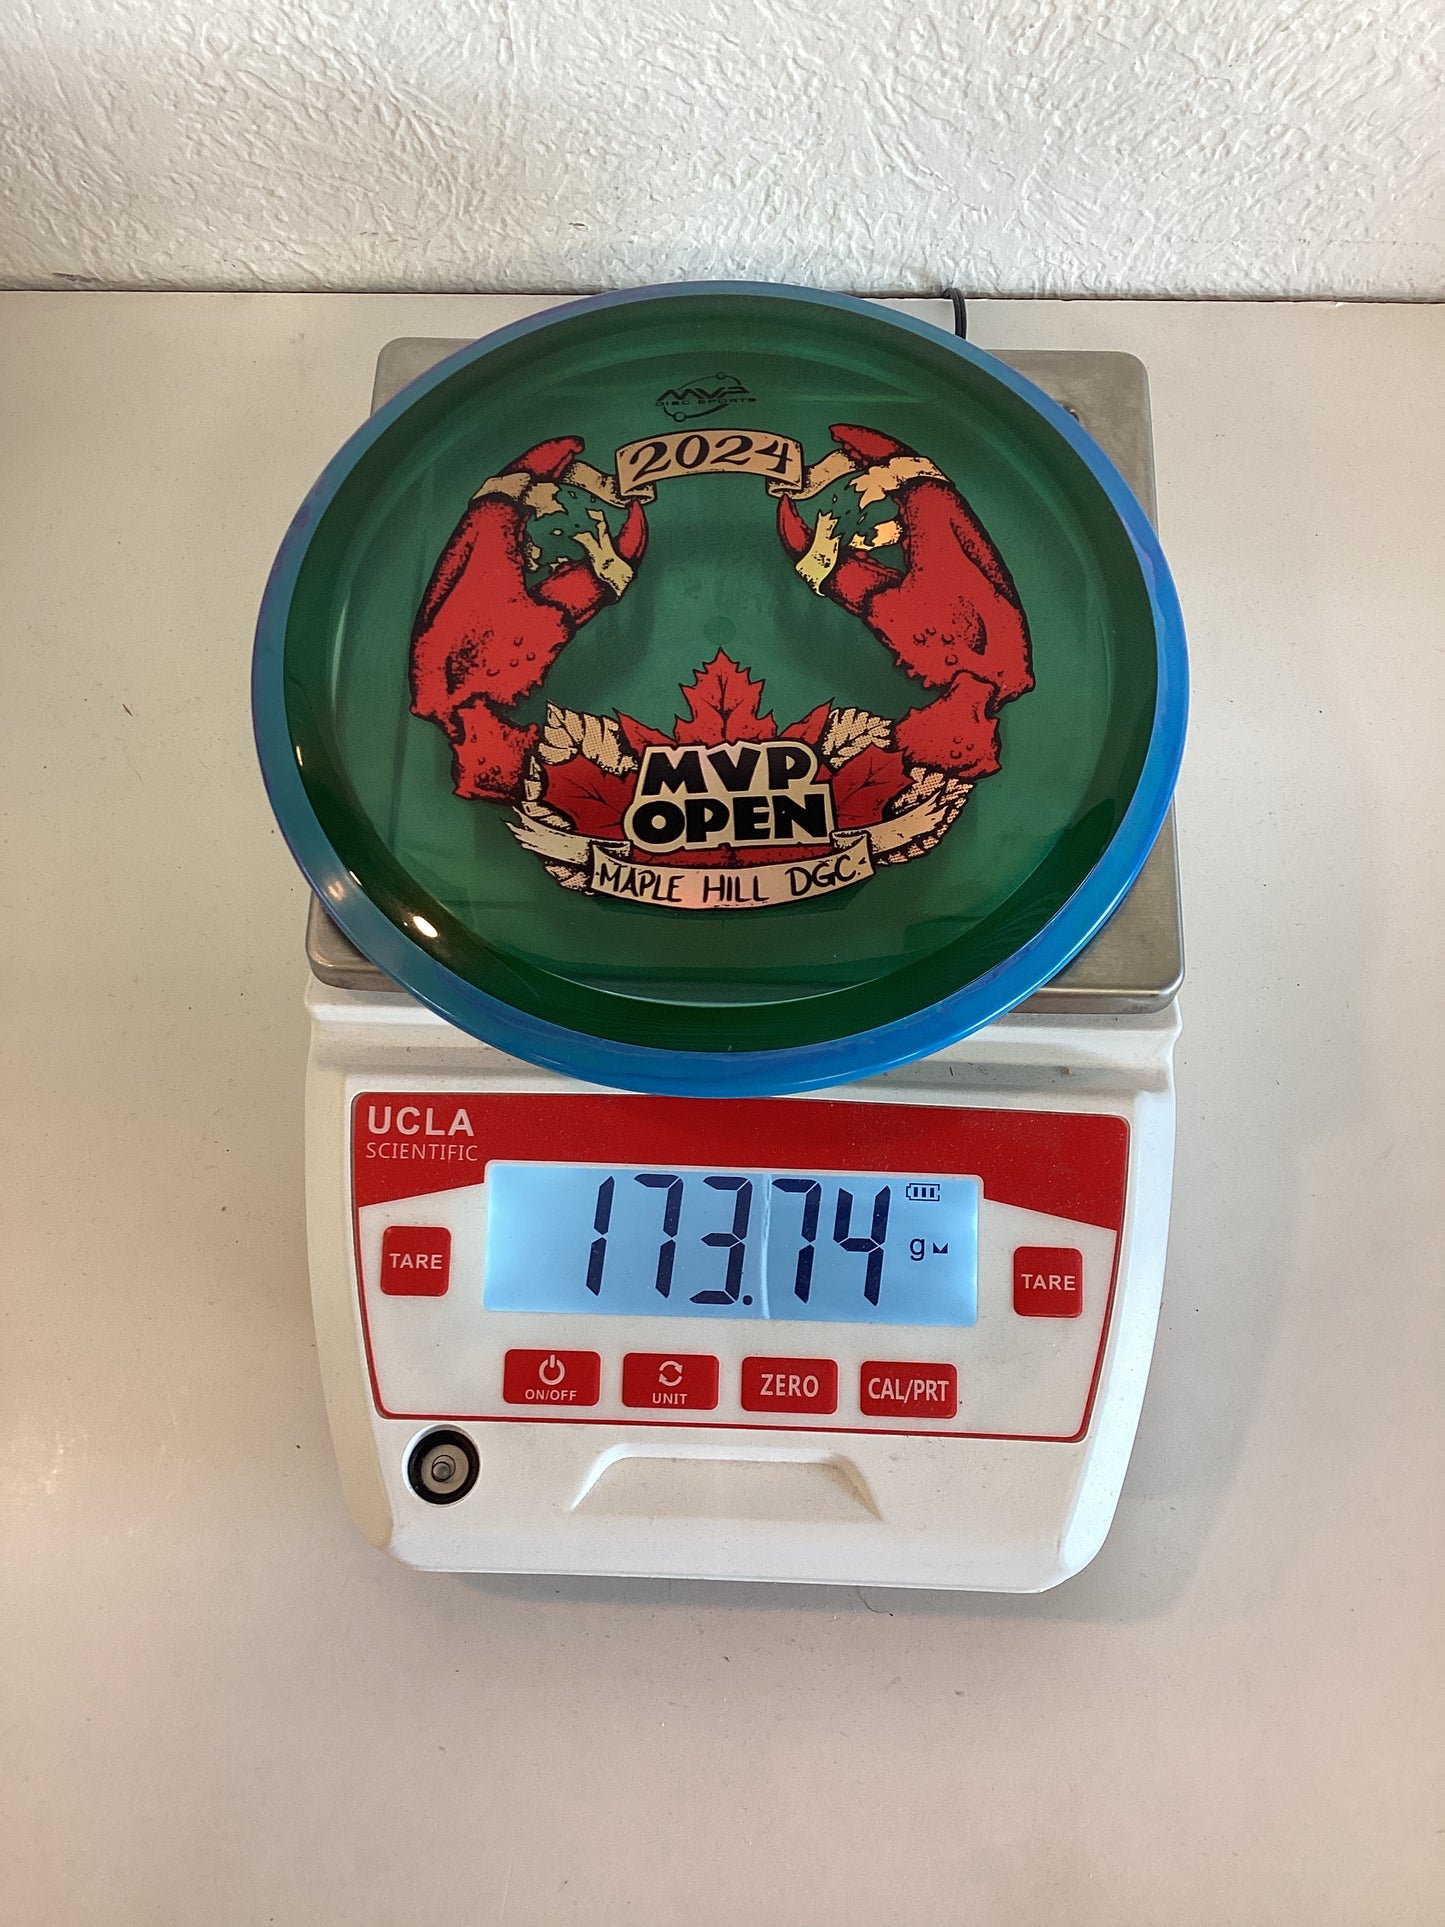 MVP
DISC SPORTS
2024
MVP
OPEN
·MAPLE HILL DGC·
UCLA
SCIENTIFIC
173.74 g
TARE
TARE
ON/OFF
UNIT
ZERO
CAL/PRT